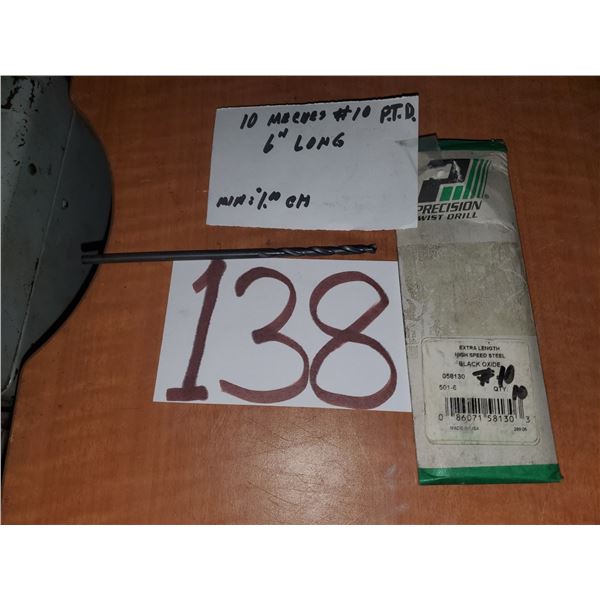 10 MECHES #10 P.T.D.
6" LONG
MIN: 1.00 CH
138
PRECISION
TWIST DRILL
EXTRA LENGTH
HIGH SPEED STEEL
BLACK OXIDE
058130 #10
501-6 QTY. 10
0 86071 58130 3
MADE IN USA